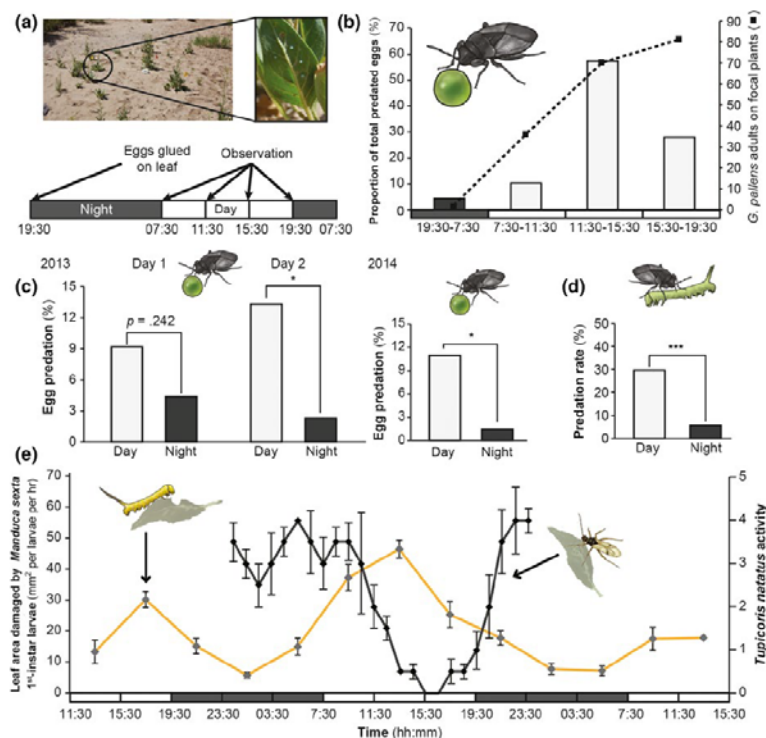 (a)
Eggs glued
on leaf
Observation
Night
Day
19:30
07:30
11:30
15:30
19:30
07:30
(b)
Proportion of total predated eggs
70
60
50
40
30
20
10
0
19:30-7:30
7:30-11:30
11:30-15:30
15:30-19:30
90
80
70
60
50
40
30
20
10
0
G. pallens adults on focal plants (■)
(c)
2013
Day 1
Day 2
Egg predation (%)
15
12
9
6
3
0
p = .242
*
Day
Night
Day
Night
2014
Egg predation (%)
15
12
9
6
3
0
*
Day
Night
(d)
Predation rate (%)
50
40
30
20
10
0
***
Day
Night
(e)
Leaf area damaged by Manduca sexta
1st-instar larvae (mm² per larvae per hr)
70
60
50
40
30
20
10
0
5
4
3
2
1
0
Tupicoris natatus activity
11:30
15:30
19:30
23:30
03:30
7:30
11:30
15:30
19:30
23:30
03:30
7:30
11:30
15:30
Time (hh:mm)